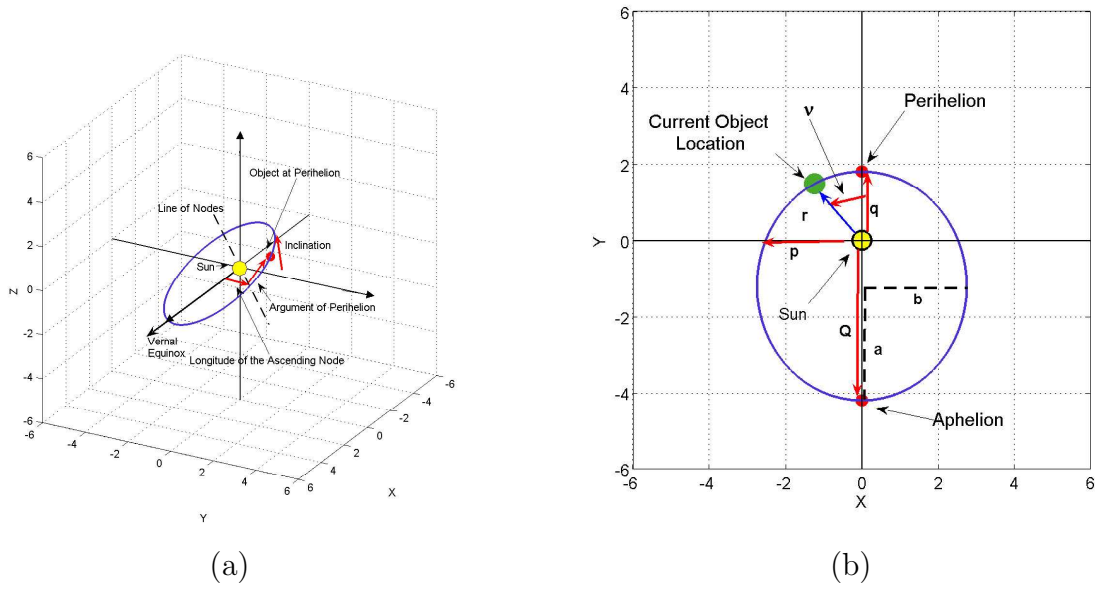 Object at Perihelion
Line of Nodes
Inclination
Sun
Argument of Perihelion
Vernal
Equinox
Longitude of the Ascending Node
6
4
2
0
-2
-4
-6
Z
-6
-4
-2
0
2
4
6
Y
6
4
2
0
-2
-4
-6
X
(a)
6
4
2
0
-2
-4
-6
Y
ν
Perihelion
Current Object
Location
r
q
p
Sun
b
Q
a
Aphelion
-6
-4
-2
0
2
4
6
X
(b)